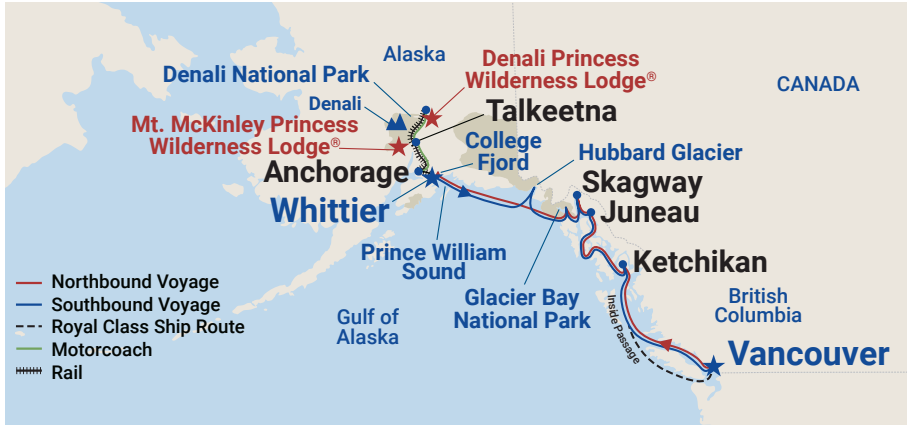 Alaska
Denali Princess
Wilderness Lodge®
Denali National Park
CANADA
Denali
Talkeetna
Mt. McKinley Princess
Wilderness Lodge®
College
Fjord
Hubbard Glacier
Anchorage
Skagway
Whittier
Juneau
Prince William
Sound
Ketchikan
Glacier Bay
National Park
Northbound Voyage
Southbound Voyage
Royal Class Ship Route
Motorcoach
Rail
Gulf of
Alaska
Inside Passage
British
Columbia
Vancouver